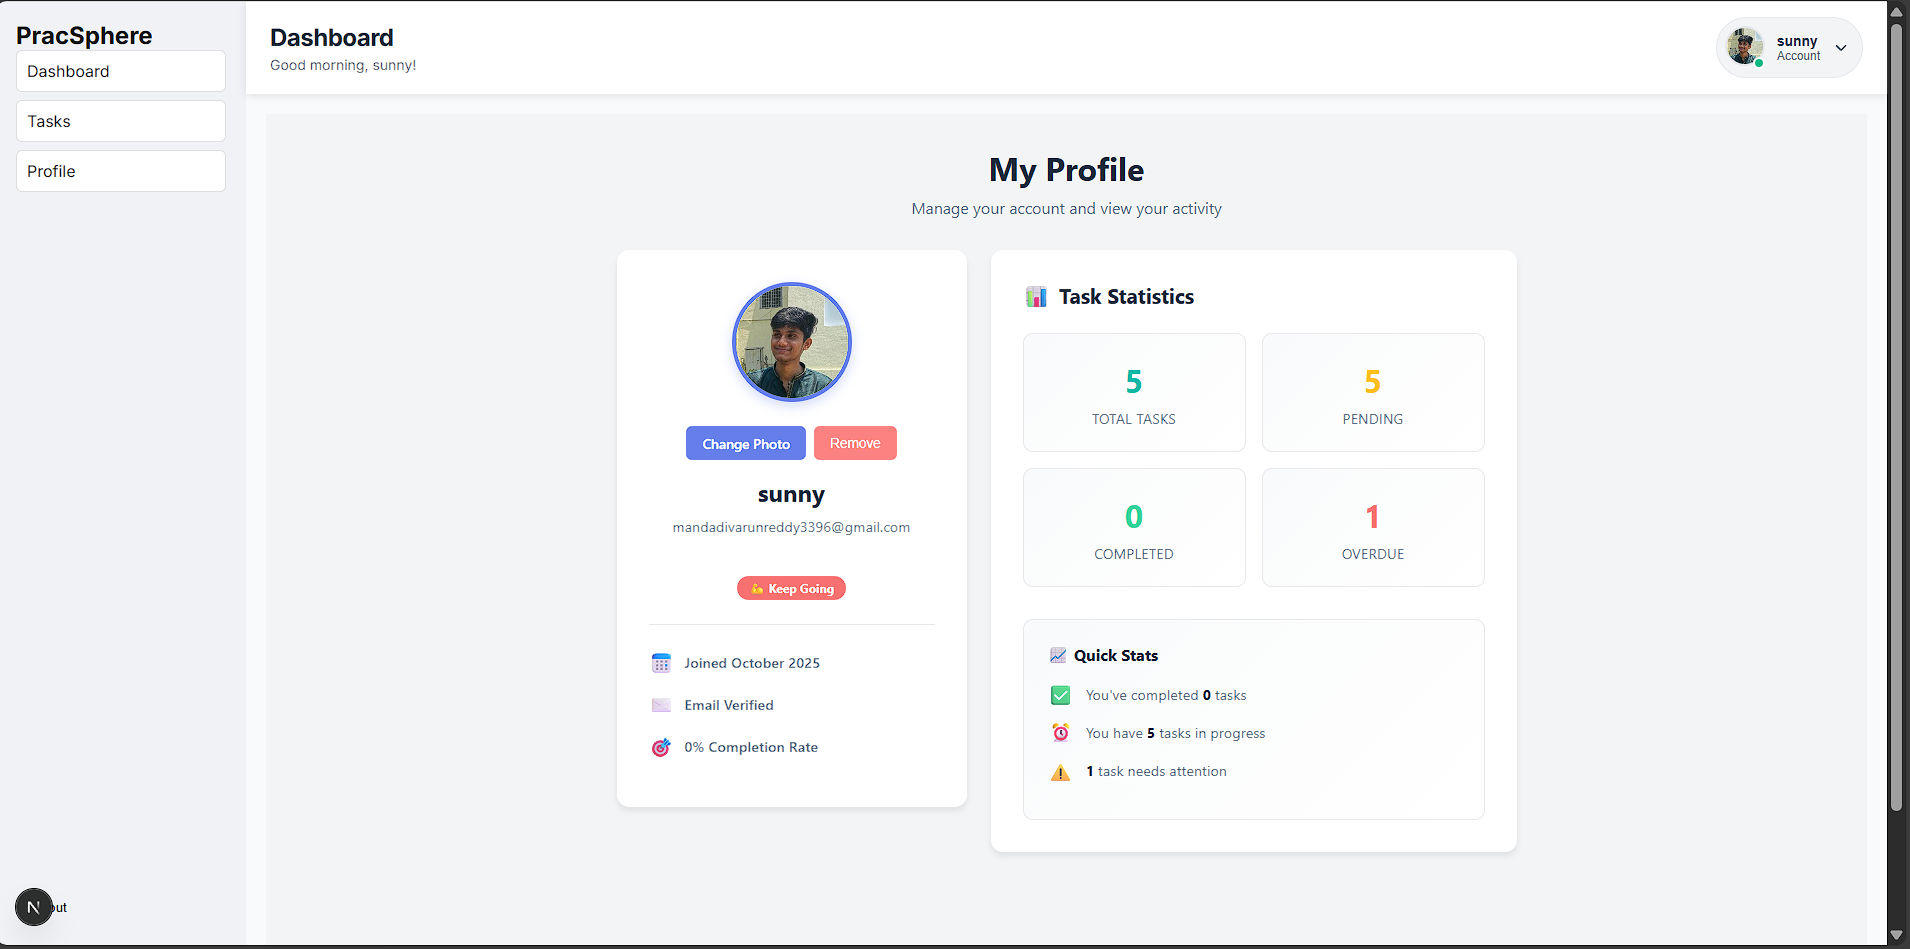 PracSphere
Dashboard
Tasks
Profile
Dashboard
Good morning, sunny!
sunny
Account
My Profile
Manage your account and view your activity
Change Photo
Remove
sunny
mandadivarunreddy3396@gmail.com
Keep Going
Joined October 2025
Email Verified
0% Completion Rate
Task Statistics
5
TOTAL TASKS
5
PENDING
0
COMPLETED
1
OVERDUE
Quick Stats
You've completed 0 tasks
You have 5 tasks in progress
1 task needs attention
N